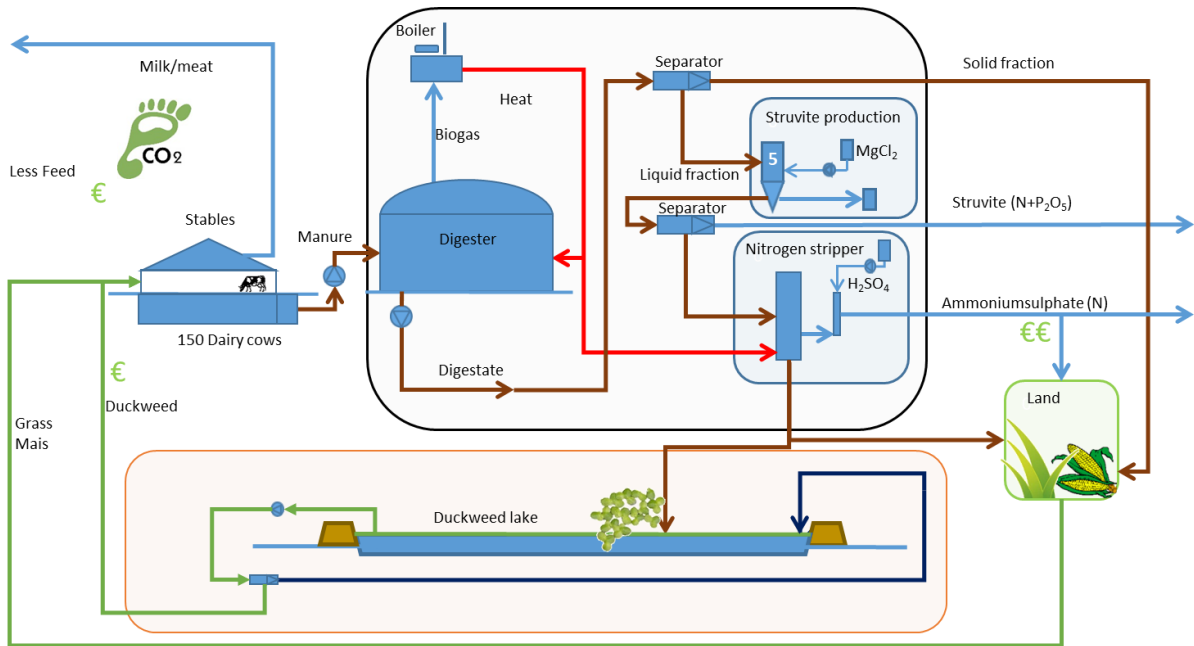 Boiler
Separator
Solid fraction
Milk/meat
Heat
Struvite production
Biogas
MgCl2
CO2
5
Less Feed
€
Liquid fraction
Stables
Separator
Struvite (N+P2O5)
Manure
Digester
Nitrogen stripper
H2SO4
Ammoniumsulphate (N)
€€
150 Dairy cows
€
Digestate
Duckweed
Land
Grass
Mais
Duckweed lake